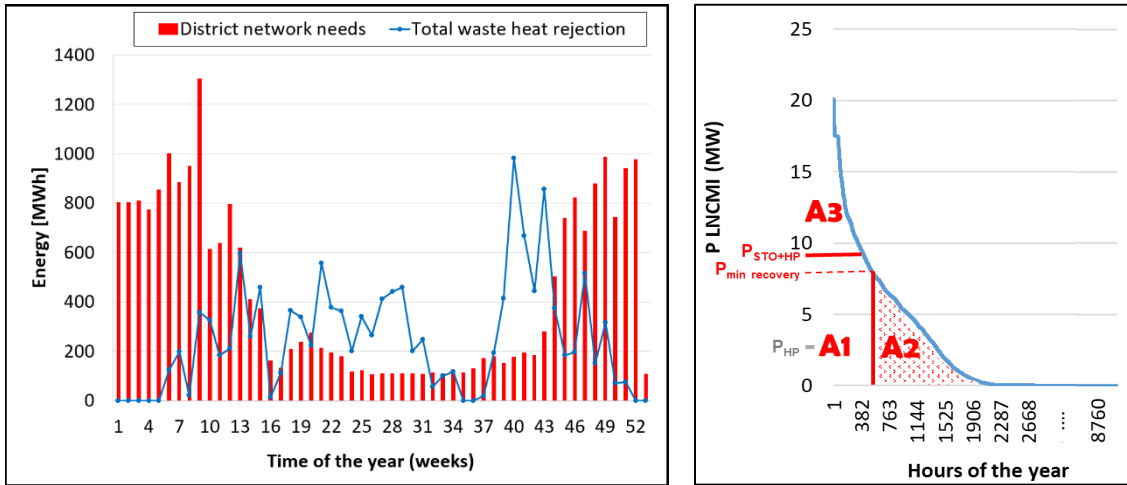 District network needs
Total waste heat rejection
1400
1200
1000
800
600
400
200
0
Energy [MWh]
1 4 7 10 13 16 19 22 25 28 31 34 37 40 43 46 49 52
Time of the year (weeks)
25
20
15
10
5
0
P LNCMI (MW)
A3
P STO+HP
P min recovery
P HP
A1
A2
1 382 763 1144 1525 1906 2287 2668 .... 8760
Hours of the year